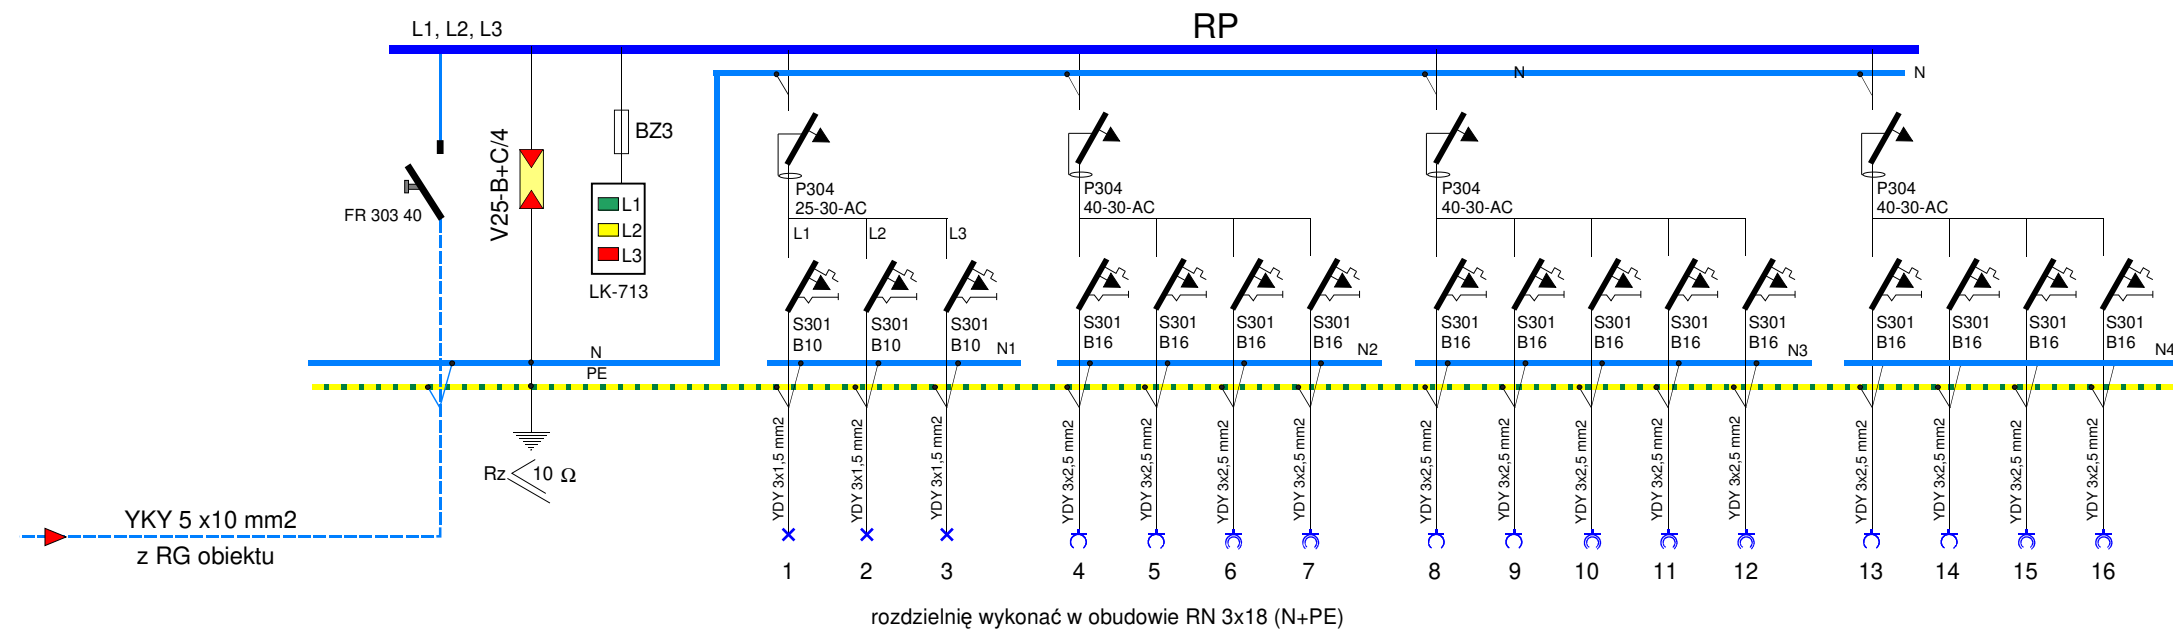 RP
L1, L2, L3
N
N
BZ3
V25-B+C/4
FR 303 40
L1
L2
L3
LK-713
P304
25-30-AC
P304
40-30-AC
P304
40-30-AC
P304
40-30-AC
L1
L2
L3
S301
B10
S301
B10
S301
B10
S301
B16
S301
B16
S301
B16
S301
B16
S301
B16
S301
B16
S301
B16
S301
B16
S301
B16
S301
B16
S301
B16
S301
B16
S301
B16
N
N1
N2
N3
N4
PE
Rz < 10 Ω
YDY 3x1,5 mm2
YDY 3x1,5 mm2
YDY 3x1,5 mm2
YDY 3x2,5 mm2
YDY 3x2,5 mm2
YDY 3x2,5 mm2
YDY 3x2,5 mm2
YDY 3x2,5 mm2
YDY 3x2,5 mm2
YDY 3x2,5 mm2
YDY 3x2,5 mm2
YDY 3x2,5 mm2
YDY 3x2,5 mm2
YDY 3x2,5 mm2
YDY 3x2,5 mm2
YDY 3x2,5 mm2
YKY 5 x10 mm2
z RG obiektu
1 2 3 4 5 6 7 8 9 10 11 12 13 14 15 16
rozdzielnię wykonać w obudowie RN 3x18 (N+PE)